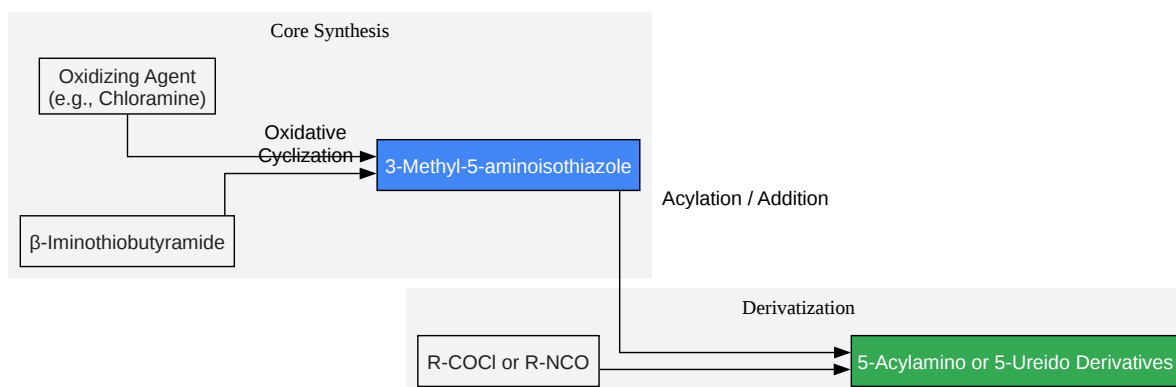 Core Synthesis
Oxidizing Agent
(e.g., Chloramine)
Oxidative
Cyclization
3-Methyl-5-aminoisothiazole
β-Iminothiobutyramide
Acylation / Addition
Derivatization
R-COCl or R-NCO
5-Acylamino or 5-Ureido Derivatives